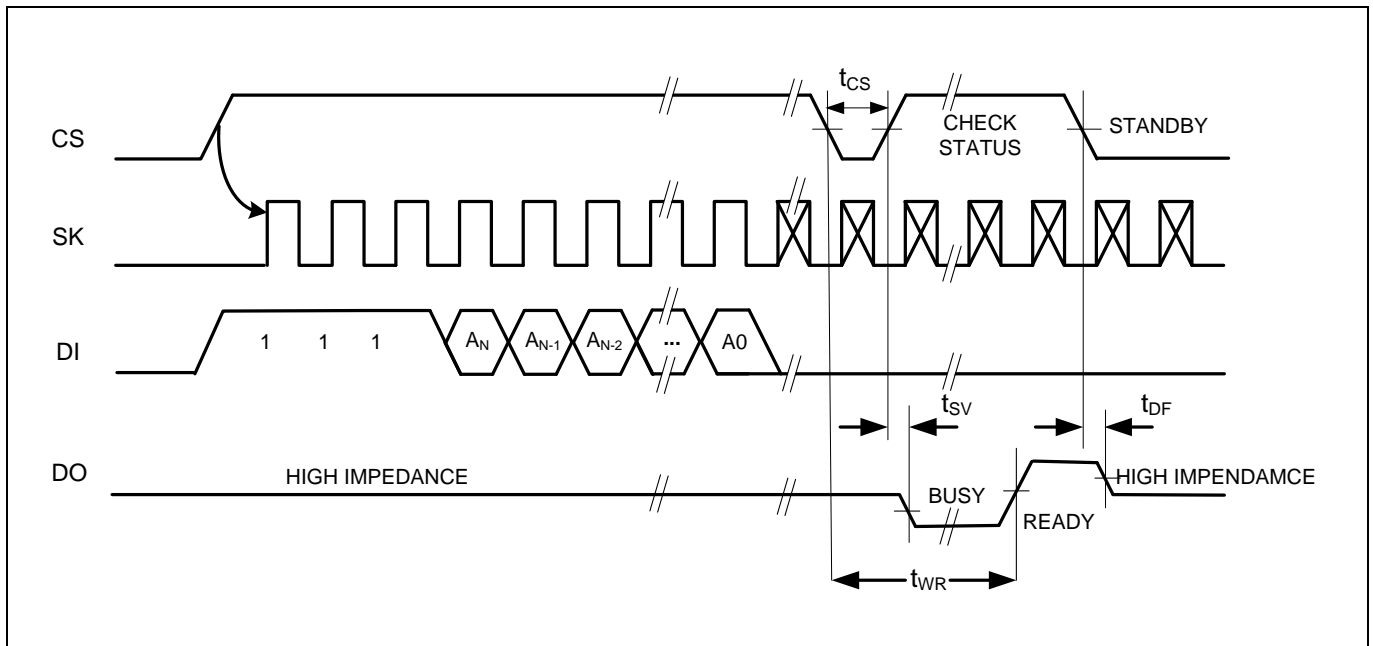 tCS
CS
CHECK
STATUS
STANDBY
SK
DI
1 1 1 AN AN-1 AN-2 ... A0
tSV
tDF
DO
HIGH IMPEDANCE
BUSY
READY
HIGH IMPENDAMCE
tWR